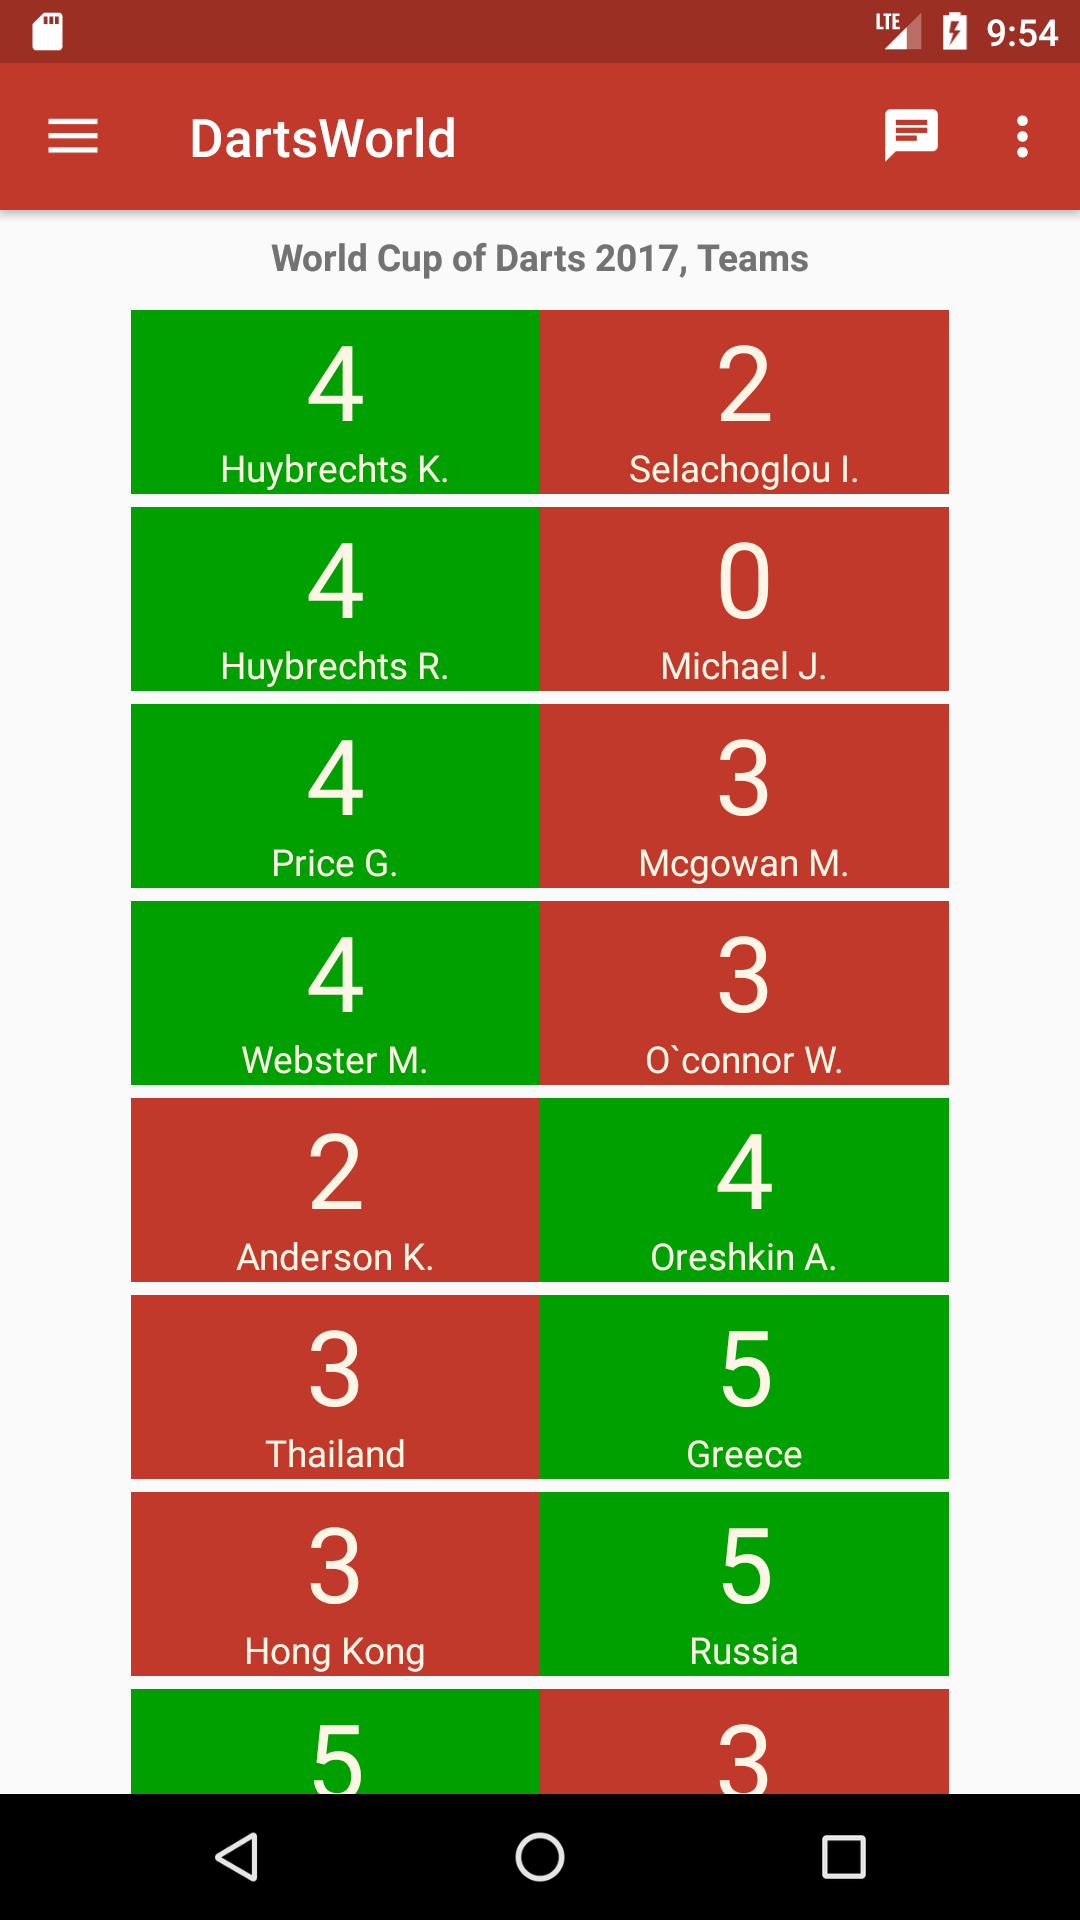 LTE 9:54
DartsWorld
World Cup of Darts 2017, Teams
4 2
Huybrechts K. Selachoglou I.
4 0
Huybrechts R. Michael J.
4 3
Price G. Mcgowan M.
4 3
Webster M. O`connor W.
2 4
Anderson K. Oreshkin A.
3 5
Thailand Greece
3 5
Hong Kong Russia
5 3